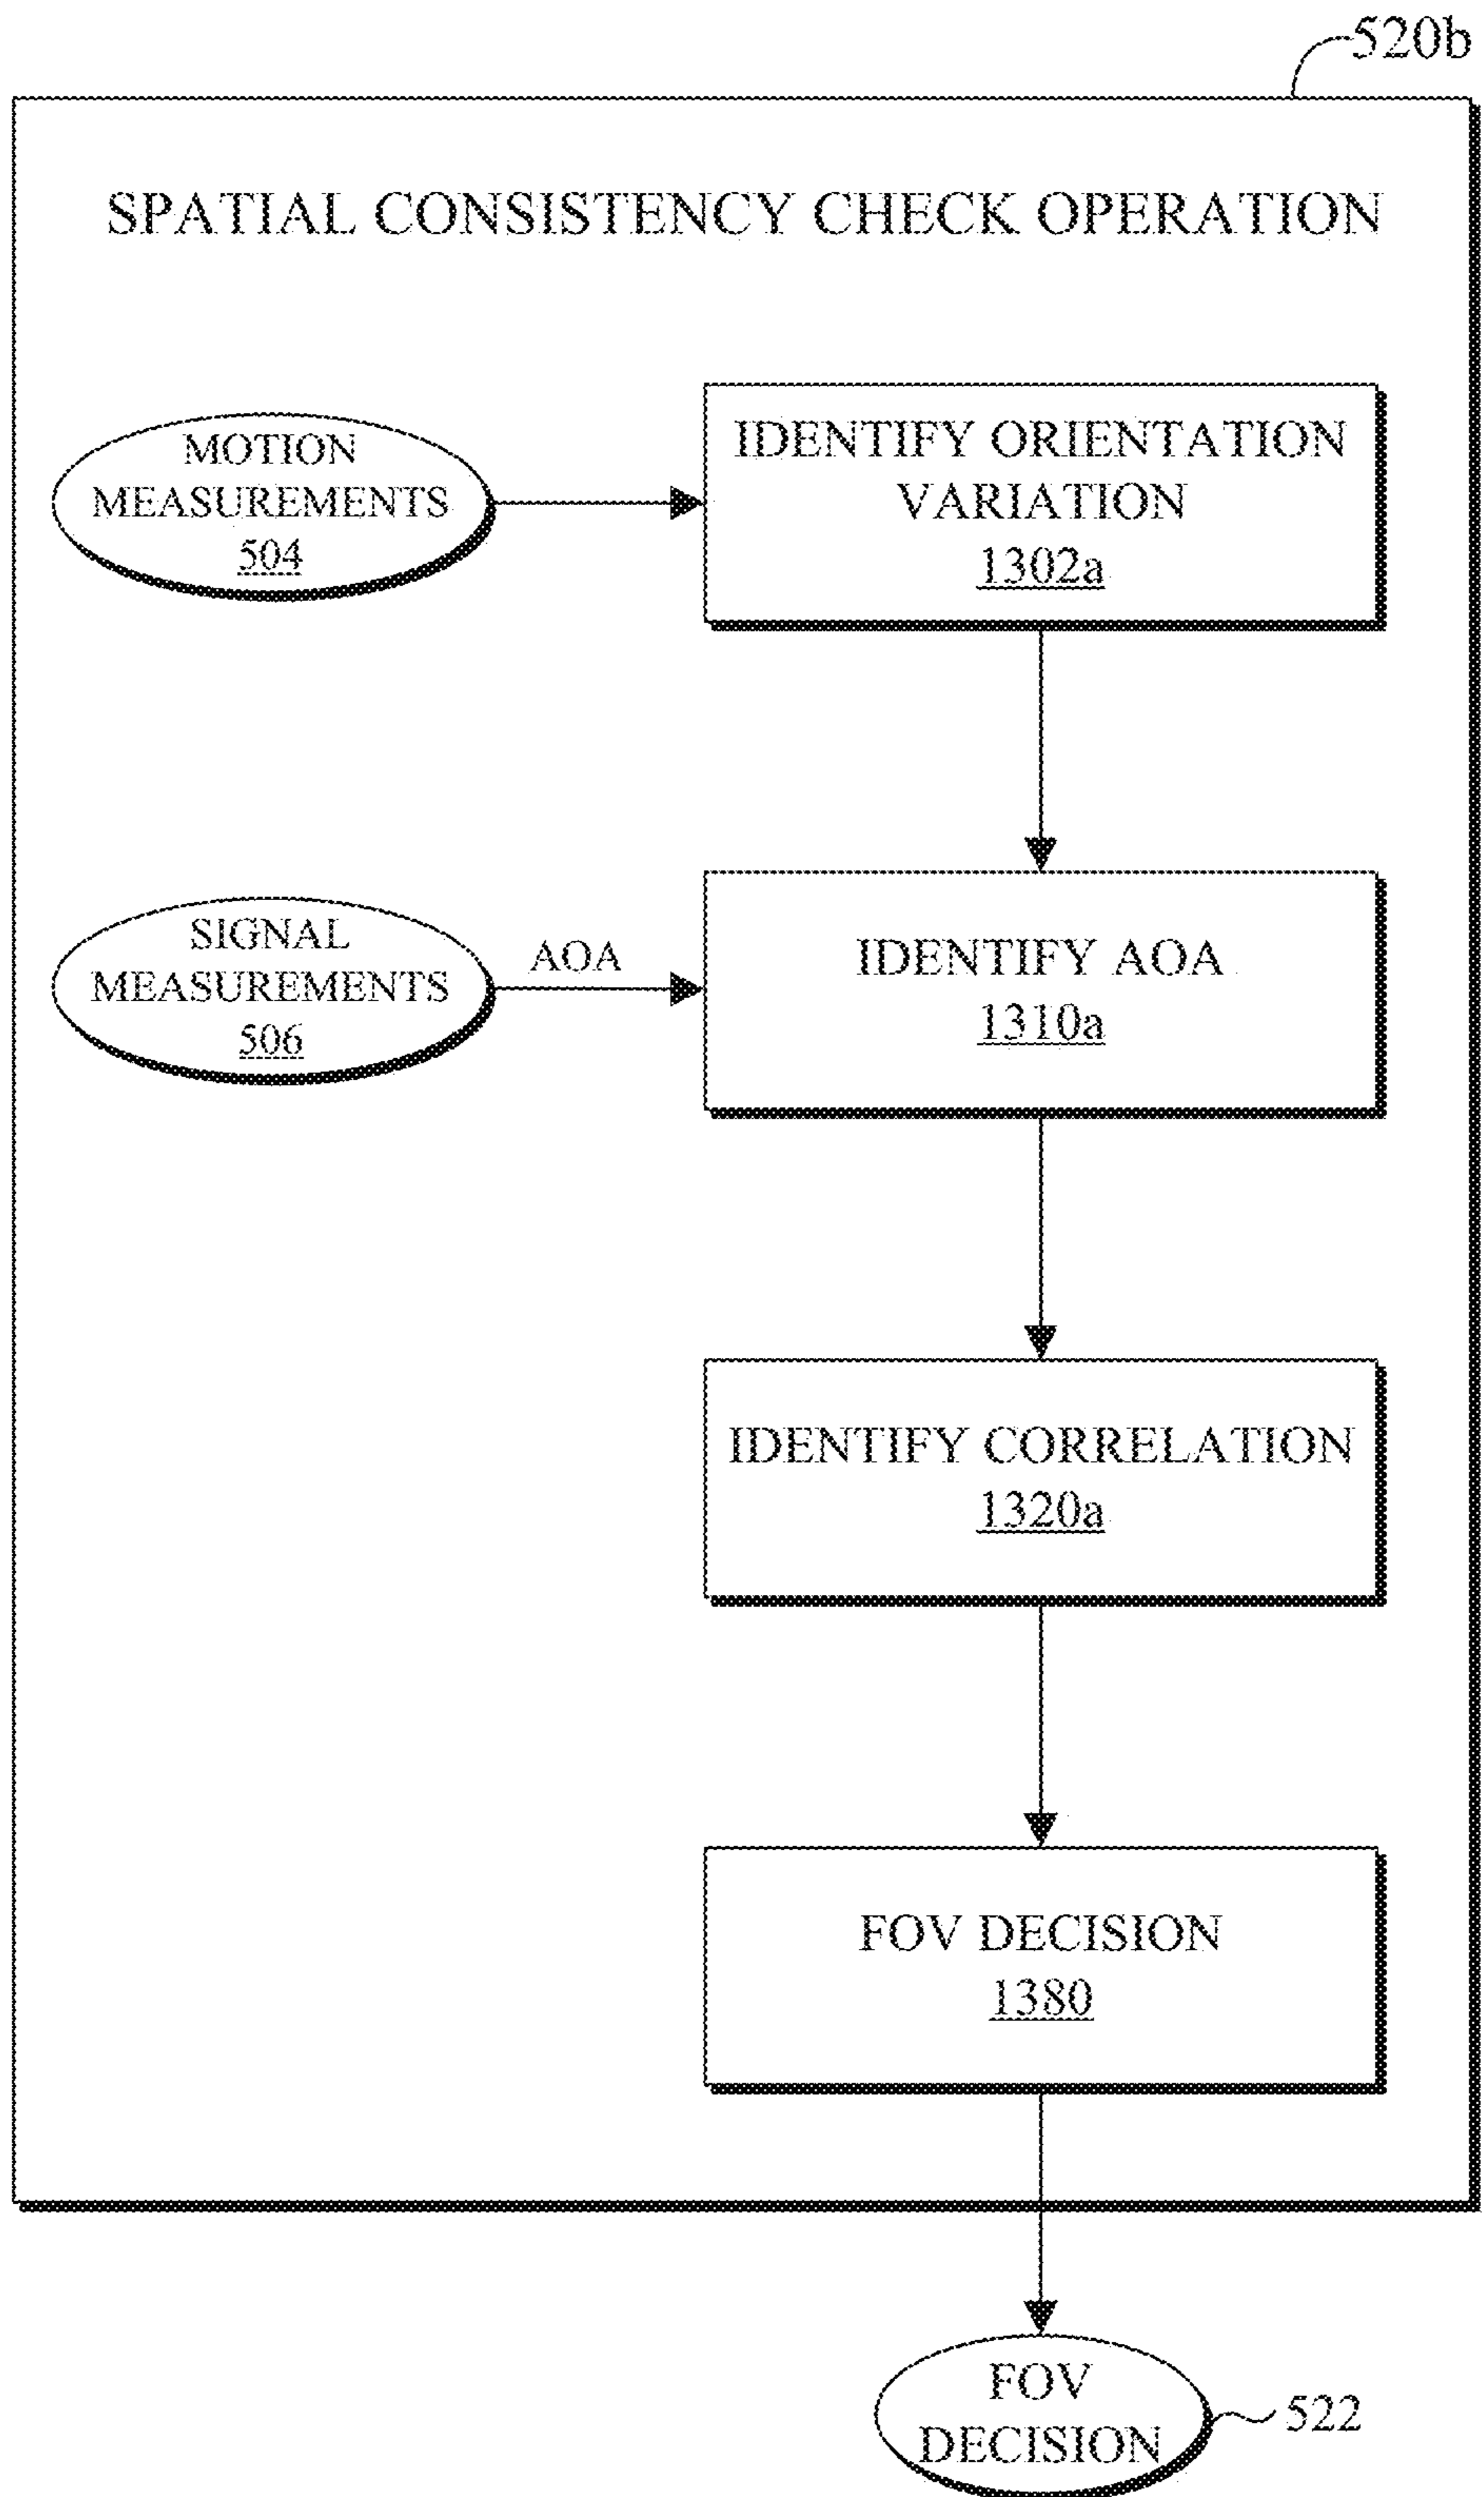 520b
SPATIAL CONSISTENCY CHECK OPERATION
MOTION
MEASUREMENTS
504
IDENTIFY ORIENTATION
VARIATION
1302a
SIGNAL
MEASUREMENTS
506
AOA
IDENTIFY AOA
1310a
IDENTIFY CORRELATION
1320a
FOV DECISION
1380
FOV
DECISION
522